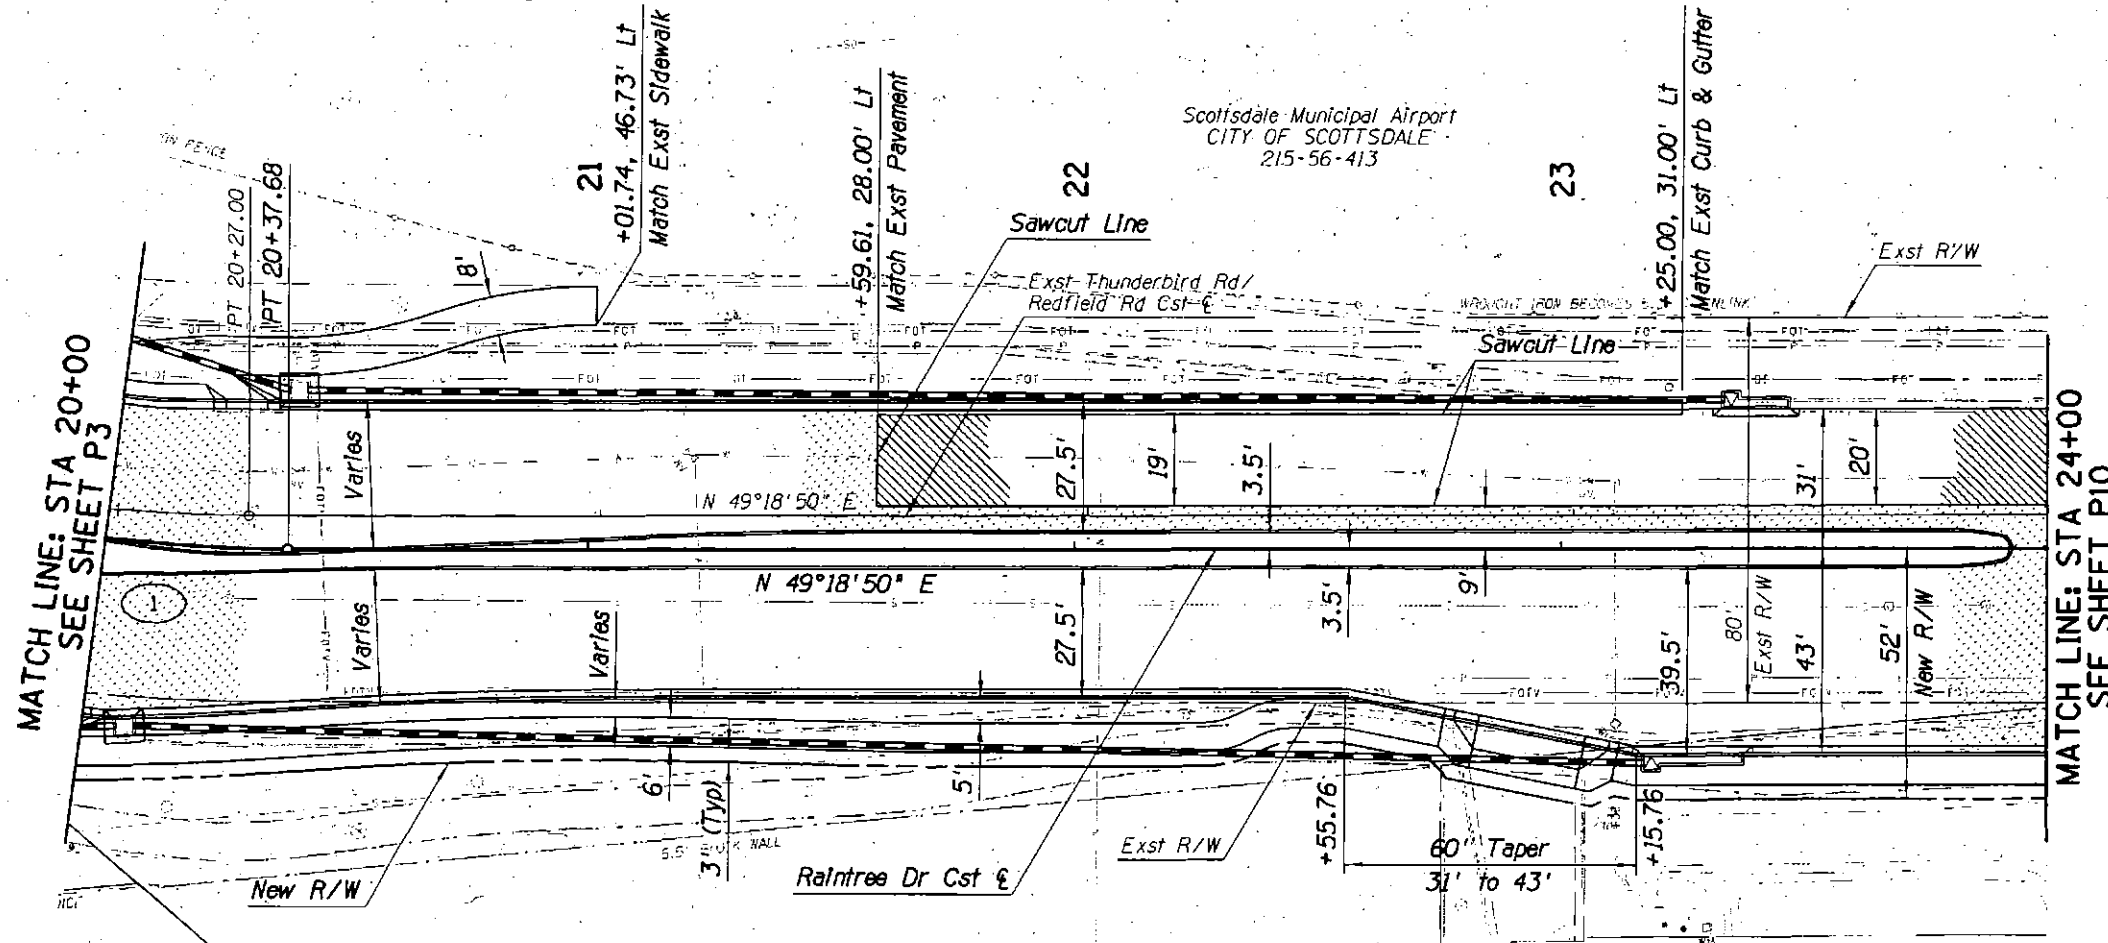 MATCH LINE: STA 20+00
SEE SHEET P3
PT 20+27.00
PT 20+37.68
8'
21
+01.74, 46.73' Lt
Match Exst Sidewalk
+59.61, 28.00' Lt
Match Exst Pavement
22
Sawcut Line
Exst Thunderbird Rd/
Redfield Rd Cst ℄
Scottsdale Municipal Airport
CITY OF SCOTTSDALE
215-56-413
23
+25.00, 31.00' Lt
Match Exst Curb & Gutter
Exst R/W
Sawcut Line
Varies
N 49°18'50" E
27.5'
19'
3.5'
31'
20'
1
N 49°18'50" E
Varies
Varies
27.5'
3.5'
9'
39.5'
80'
Exst R/W
43'
52'
New R/W
6'
3' (Typ)
5'
BLOCK WALL
New R/W
Raintree Dr Cst ℄
Exst R/W
+55.76
60' Taper
31' to 43'
+15.76
MATCH LINE: STA 24+00
SEE SHEET P10